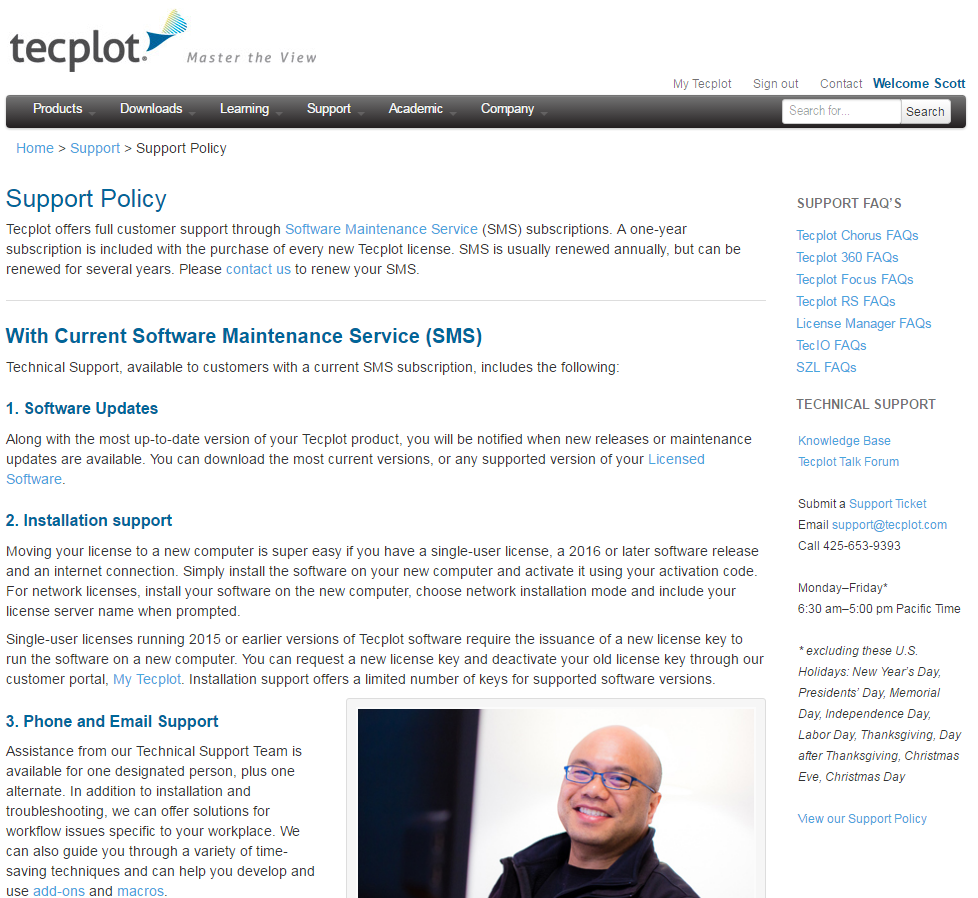 tecplot.
Master the View
My Tecplot Sign out Contact Welcome Scott
Products Downloads Learning Support Academic Company Search for... Search
Home > Support > Support Policy
Support Policy
Tecplot offers full customer support through Software Maintenance Service (SMS) subscriptions. A one-year
subscription is included with the purchase of every new Tecplot license. SMS is usually renewed annually, but can be
renewed for several years. Please contact us to renew your SMS.
With Current Software Maintenance Service (SMS)
Technical Support, available to customers with a current SMS subscription, includes the following:
1. Software Updates
Along with the most up-to-date version of your Tecplot product, you will be notified when new releases or maintenance
updates are available. You can download the most current versions, or any supported version of your Licensed
Software.
2. Installation support
Moving your license to a new computer is super easy if you have a single-user license, a 2016 or later software release
and an internet connection. Simply install the software on your new computer and activate it using your activation code.
For network licenses, install your software on the new computer, choose network installation mode and include your
license server name when prompted.
Single-user licenses running 2015 or earlier versions of Tecplot software require the issuance of a new license key to
run the software on a new computer. You can request a new license key and deactivate your old license key through our
customer portal, My Tecplot. Installation support offers a limited number of keys for supported software versions.
3. Phone and Email Support
Assistance from our Technical Support Team is
available for one designated person, plus one
alternate. In addition to installation and
troubleshooting, we can offer solutions for
workflow issues specific to your workplace. We
can also guide you through a variety of time-
saving techniques and can help you develop and
use add-ons and macros.
SUPPORT FAQ'S
Tecplot Chorus FAQs
Tecplot 360 FAQs
Tecplot Focus FAQs
Tecplot RS FAQs
License Manager FAQs
TecIO FAQs
SZL FAQs
TECHNICAL SUPPORT
Knowledge Base
Tecplot Talk Forum
Submit a Support Ticket
Email support@tecplot.com
Call 425-653-9393
Monday–Friday*
6:30 am–5:00 pm Pacific Time
* excluding these U.S.
Holidays: New Year's Day,
Presidents' Day, Memorial
Day, Independence Day,
Labor Day, Thanksgiving, Day
after Thanksgiving, Christmas
Eve, Christmas Day
View our Support Policy